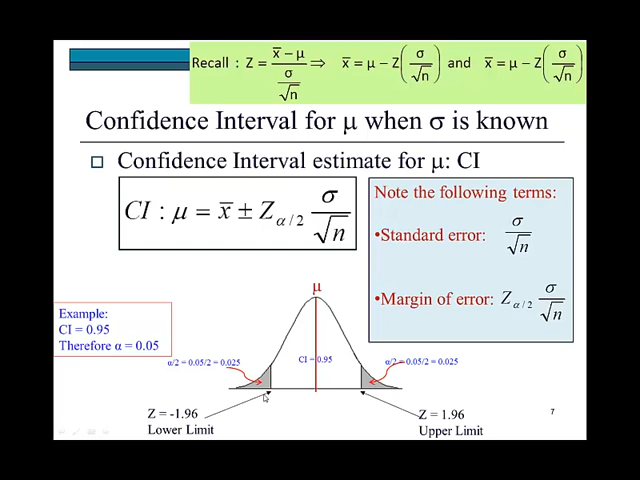 Recall : Z = (x̄ – μ) / (σ/√n) ⇒ x̄ = μ – Z(σ/√n) and x̄ = μ – Z(σ/√n)
Confidence Interval for μ when σ is known
Confidence Interval estimate for μ: CI
CI : μ = x̄ ± Z α/2 σ/√n
Note the following terms:
•Standard error: σ/√n
•Margin of error: Z α/2 σ/√n
μ
Example:
CI = 0.95
Therefore α = 0.05
α/2 = 0.05/2 = 0.025
CI = 0.95
α/2 = 0.05/2 = 0.025
Z = -1.96
Lower Limit
Z = 1.96
Upper Limit
7